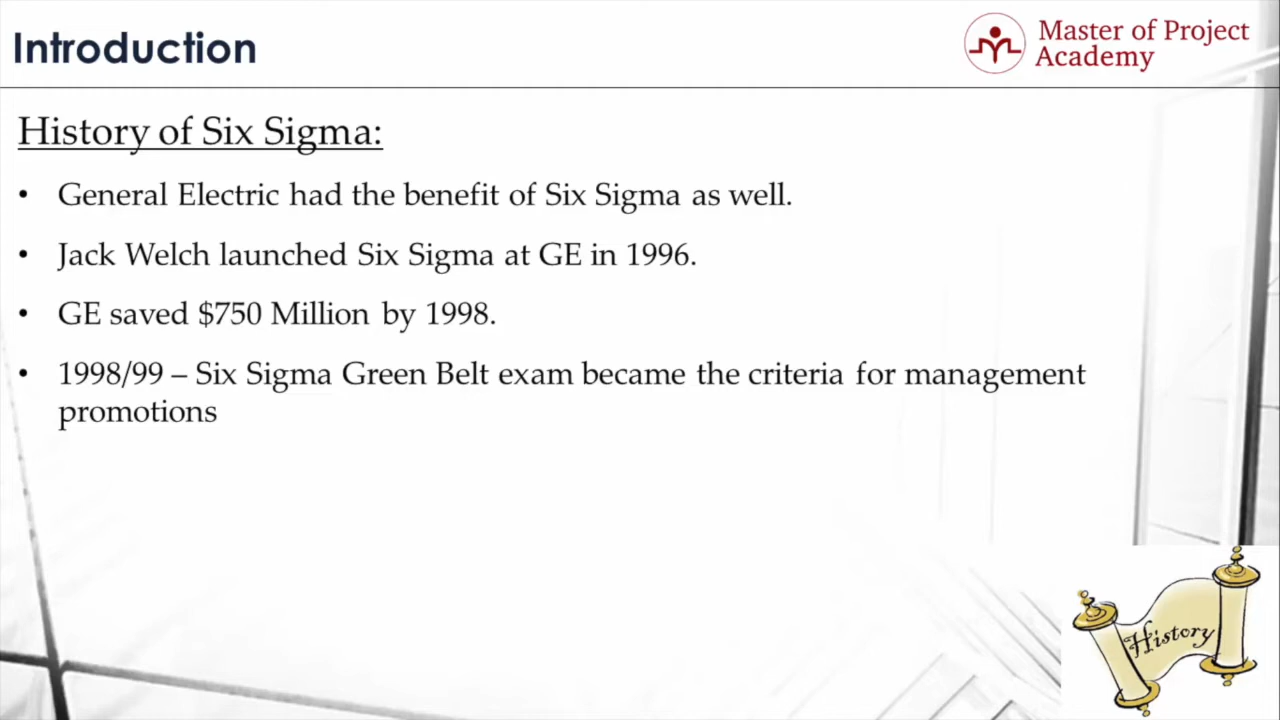 Introduction
Master of Project
Academy
History of Six Sigma:
• General Electric had the benefit of Six Sigma as well.
• Jack Welch launched Six Sigma at GE in 1996.
• GE saved $750 Million by 1998.
• 1998/99 – Six Sigma Green Belt exam became the criteria for management
promotions
History